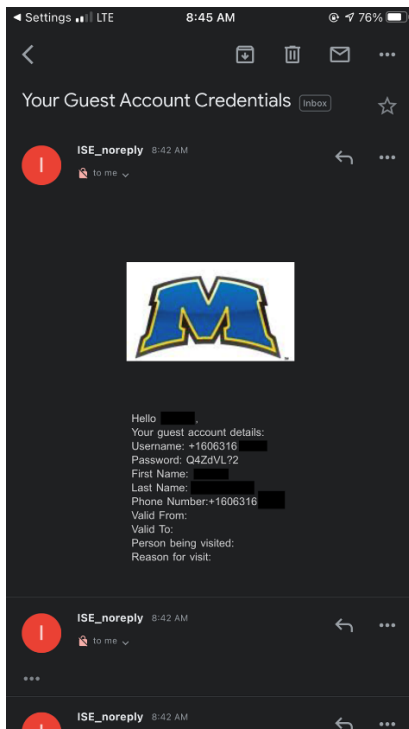 Settings LTE 8:45 AM 76%
Your Guest Account Credentials Inbox
ISE_noreply 8:42 AM
I
to me
M
Hello ,
Your guest account details:
Username: +1606316
Password: Q4ZdVL?2
First Name:
Last Name:
Phone Number:+1606316
Valid From:
Valid To:
Person being visited:
Reason for visit:
ISE_noreply 8:42 AM
I
to me
ISE_noreply 8:42 AM
I